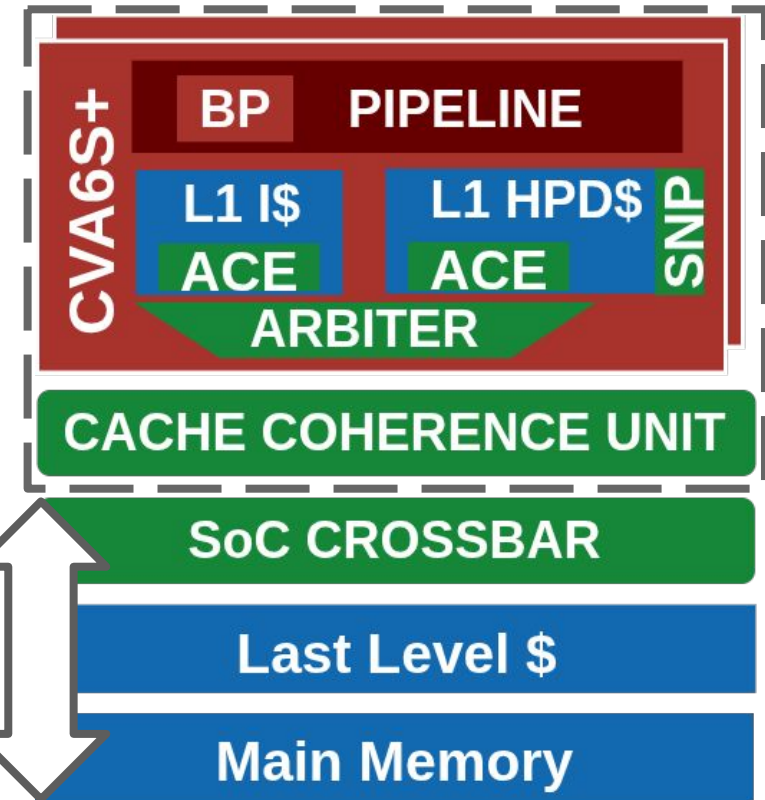 CVA6S+
BP
PIPELINE
L1 I$
L1 HPD$
SNP
ACE
ACE
ARBITER
CACHE COHERENCE UNIT
SoC CROSSBAR
Last Level $
Main Memory